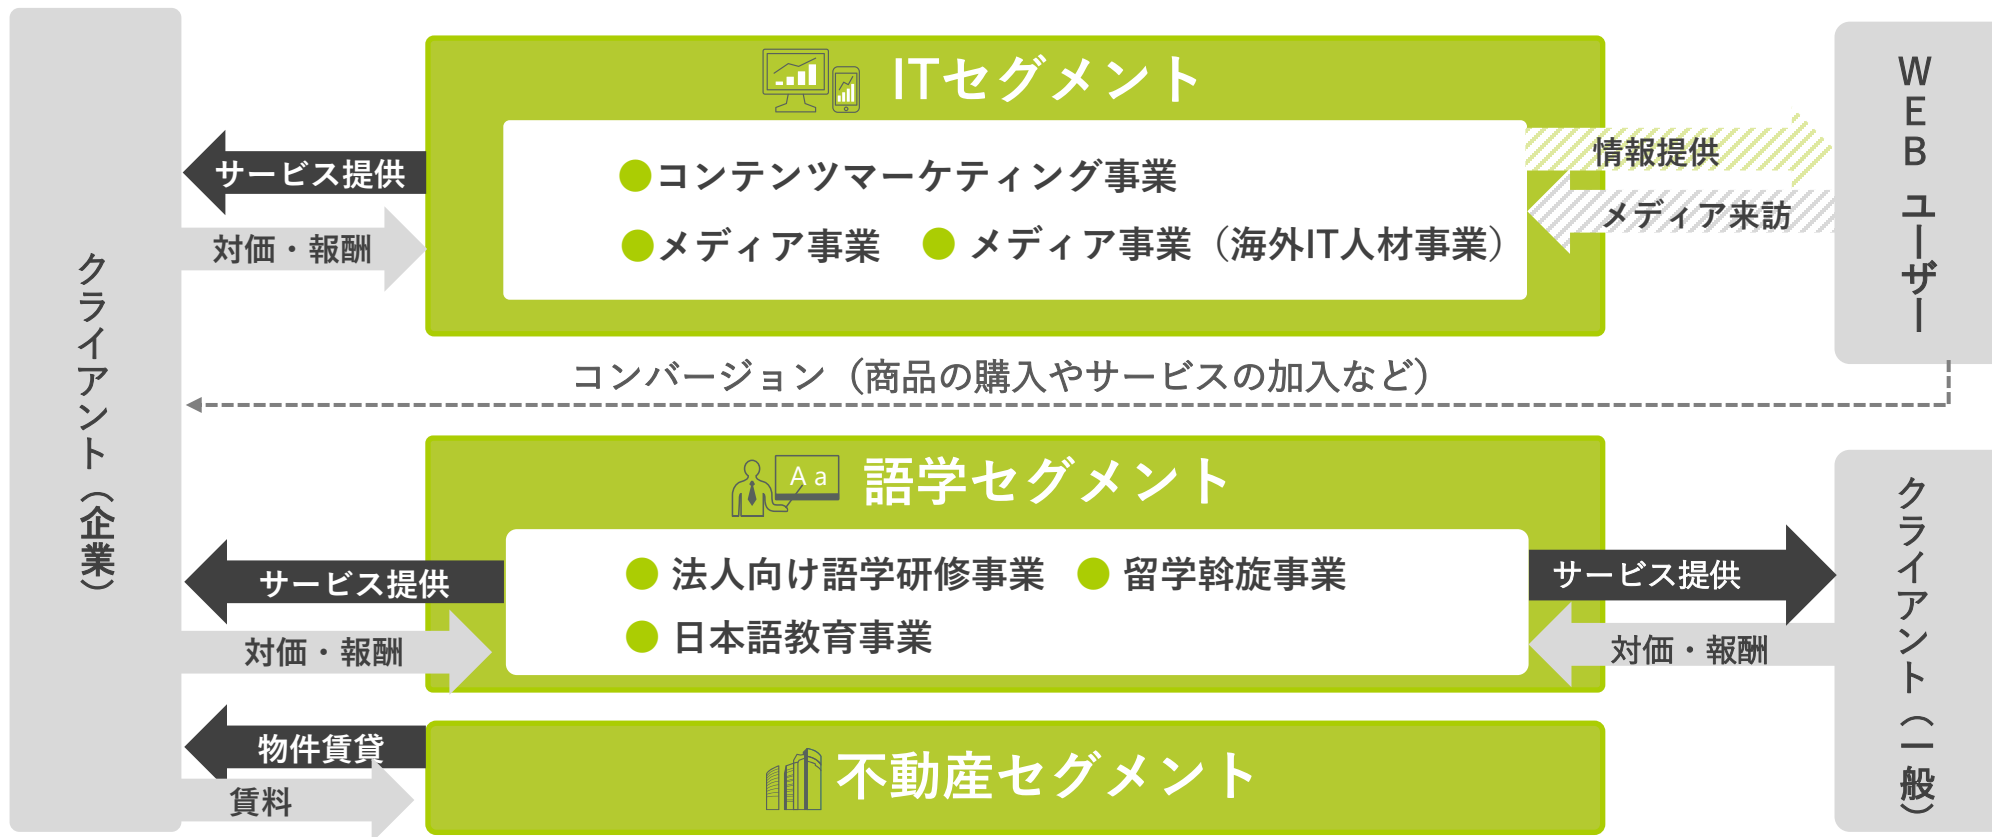 クライアント（企業）
ITセグメント
サービス提供
対価・報酬
コンテンツマーケティング事業
メディア事業
メディア事業（海外IT人材事業）
情報提供
メディア来訪
WEBユーザー
コンバージョン（商品の購入やサービスの加入など）
A a
語学セグメント
サービス提供
対価・報酬
法人向け語学研修事業
留学斡旋事業
日本語教育事業
サービス提供
対価・報酬
クライアント（一般）
物件賃貸
賃料
不動産セグメント